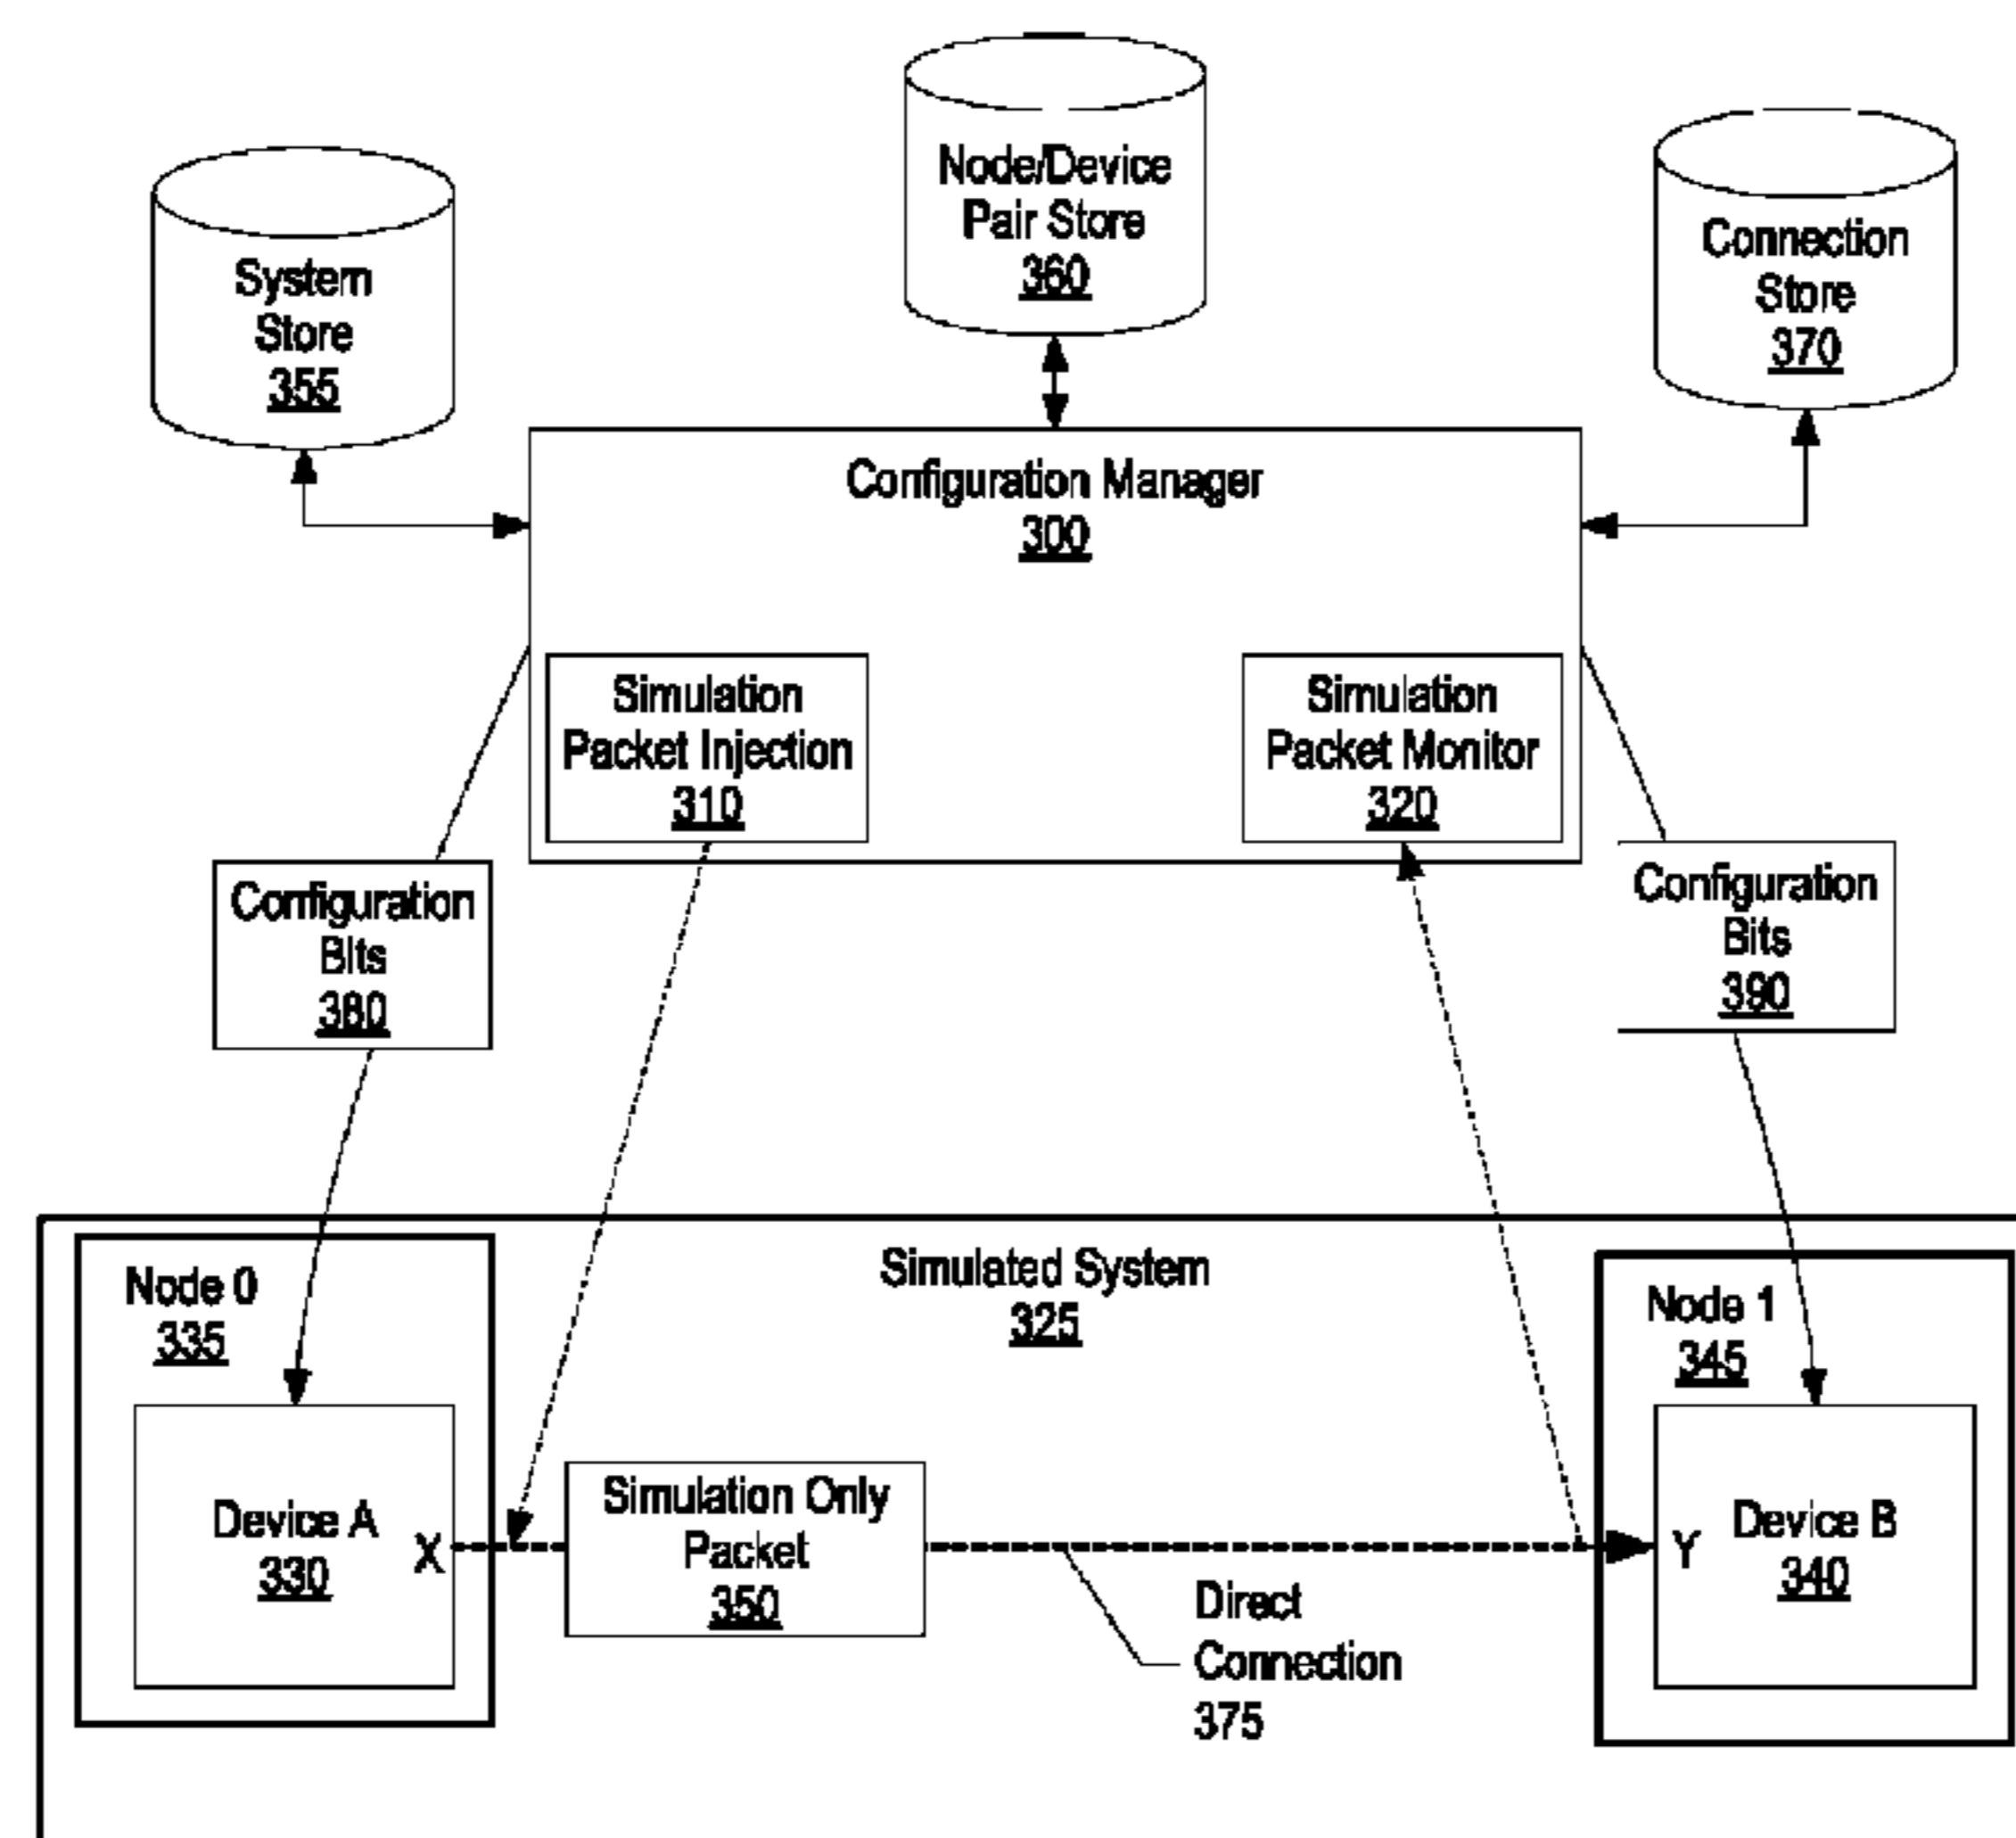 Node/Device
Pair Store
360
System
Store
355
Connection
Store
370
Configuration Manager
300
Simulation
Packet Injection
310
Simulation
Packet Monitor
320
Configuration
Bits
380
Configuration
Bits
390
Simulated System
325
Node 0
335
Node 1
345
Device A
330
X
Simulation Only
Packet
350
Direct
Connection
375
Y
Device B
340